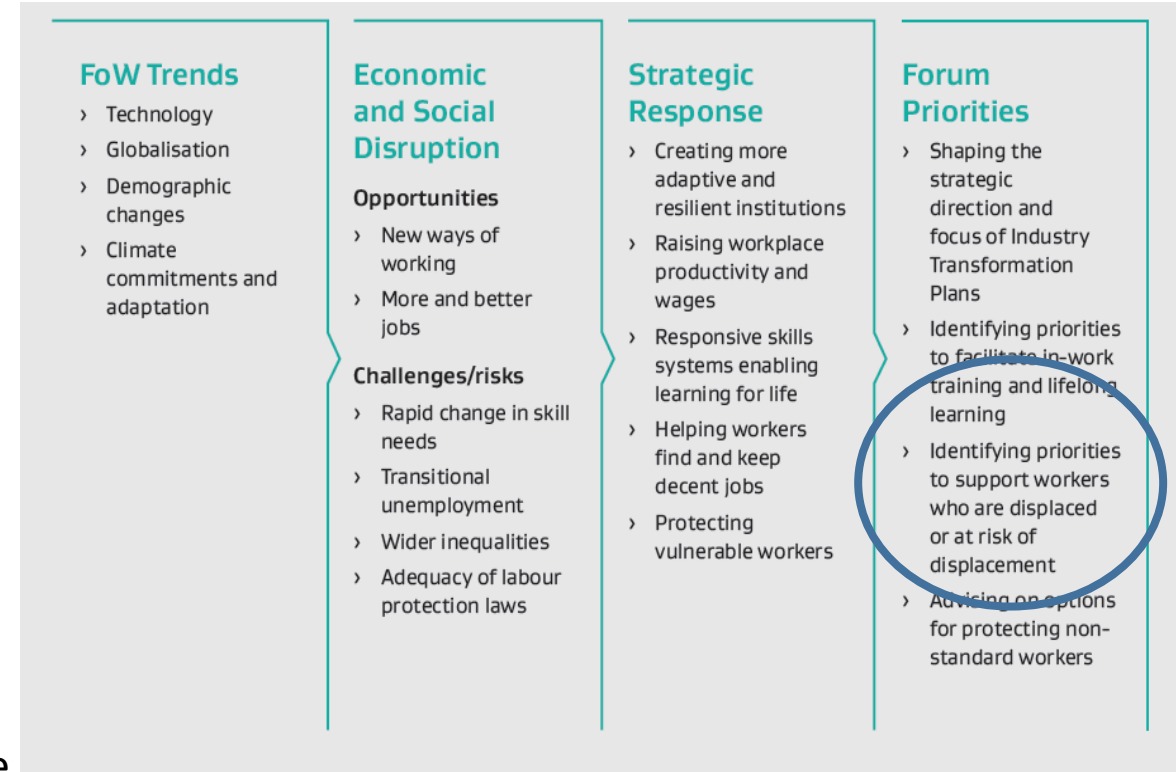 FoW Trends
› Technology
› Globalisation
› Demographic
changes
› Climate
commitments and
adaptation
Economic
and Social
Disruption
Opportunities
› New ways of
working
› More and better
jobs
Challenges/risks
› Rapid change in skill
needs
› Transitional
unemployment
› Wider inequalities
› Adequacy of labour
protection laws
Strategic
Response
› Creating more
adaptive and
resilient institutions
› Raising workplace
productivity and
wages
› Responsive skills
systems enabling
learning for life
› Helping workers
find and keep
decent jobs
› Protecting
vulnerable workers
Forum
Priorities
› Shaping the
strategic
direction and
focus of Industry
Transformation
Plans
› Identifying priorities
to facilitate in-work
training and lifelong
learning
› Identifying priorities
to support workers
who are displaced
or at risk of
displacement
› Advising on options
for protecting non-
standard workers